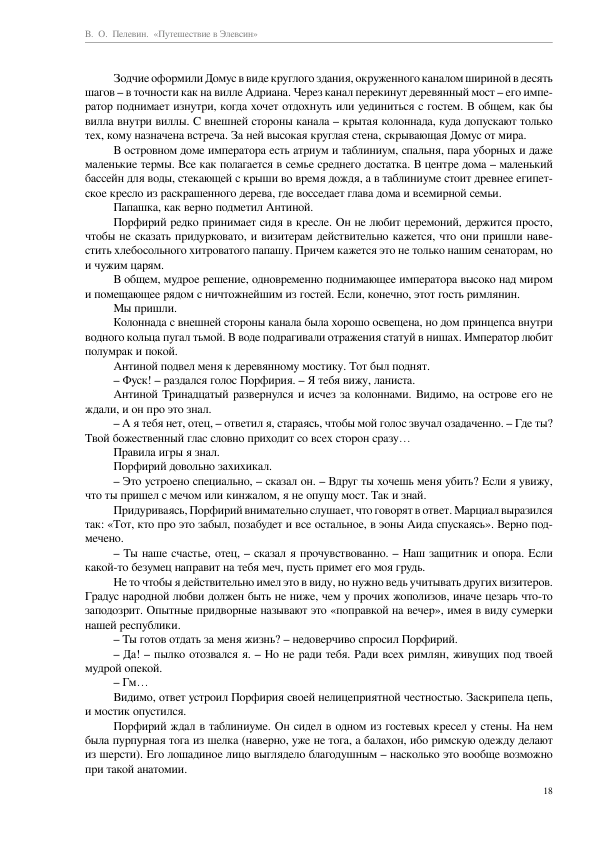 В. О. Пелевин. «Путешествие в Элевсин»
Зодчие оформили Домус в виде круглого здания, окруженного каналом шириной в десять
шагов – в точности как на вилле Адриана. Через канал перекинут деревянный мост – его импе-
ратор поднимает изнутри, когда хочет отдохнуть или уединиться с гостем. В общем, как бы
вилла внутри виллы. С внешней стороны канала – крытая колоннада, куда допускают только
тех, кому назначена встреча. За ней высокая круглая стена, скрывающая Домус от мира.
В островном доме императора есть атриум и таблиниум, спальня, пара уборных и даже
маленькие термы. Все как полагается в семье среднего достатка. В центре дома – маленький
бассейн для воды, стекающей с крыши во время дождя, а в таблиниуме стоит древнее египет-
ское кресло из раскрашенного дерева, где восседает глава дома и всемирной семьи.
Папашка, как верно подметил Антиной.
Порфирий редко принимает сидя в кресле. Он не любит церемоний, держится просто,
чтобы не сказать придурковато, и визитерам действительно кажется, что они пришли наве-
стить хлебосольного хитроватого папашу. Причем кажется это не только нашим сенаторам, но
и чужим царям.
В общем, мудрое решение, одновременно поднимающее императора высоко над миром
и помещающее рядом с ничтожнейшим из гостей. Если, конечно, этот гость римлянин.
Мы пришли.
Колоннада с внешней стороны канала была хорошо освещена, но дом принцепса внутри
водного кольца пугал тьмой. В воде подрагивали отражения статуй в нишах. Император любит
полумрак и покой.
Антиной подвел меня к деревянному мостику. Тот был поднят.
– Фуск! – раздался голос Порфирия. – Я тебя вижу, ланиста.
Антиной Тринадцатый развернулся и исчез за колоннами. Видимо, на острове его не
ждали, и он про это знал.
– А я тебя нет, отец, – ответил я, стараясь, чтобы мой голос звучал озадаченно. – Где ты?
Твой божественный глас словно приходит со всех сторон сразу…
Правила игры я знал.
Порфирий довольно захихикал.
– Это устроено специально, – сказал он. – Вдруг ты хочешь меня убить? Если я увижу,
что ты пришел с мечом или кинжалом, я не опущу мост. Так и знай.
Придуриваясь, Порфирий внимательно слушает, что говорят в ответ. Марциал выразился
так: «Тот, кто про это забыл, позабудет и все остальное, в эоны Аида спускаясь». Верно под-
мечено.
– Ты наше счастье, отец, – сказал я прочувствованно. – Наш защитник и опора. Если
какой-то безумец направит на тебя меч, пусть примет его моя грудь.
Не то чтобы я действительно имел это в виду, но нужно ведь учитывать других визитеров.
Градус народной любви должен быть не ниже, чем у прочих жополизов, иначе цезарь что-то
заподозрит. Опытные придворные называют это «поправкой на вечер», имея в виду сумерки
нашей республики.
– Ты готов отдать за меня жизнь? – недоверчиво спросил Порфирий.
– Да! – пылко отозвался я. – Но не ради тебя. Ради всех римлян, живущих под твоей
мудрой опекой.
– Гм…
Видимо, ответ устроил Порфирия своей нелицеприятной честностью. Заскрипела цепь,
и мостик опустился.
Порфирий ждал в таблиниуме. Он сидел в одном из гостевых кресел у стены. На нем
была пурпурная тога из шелка (наверно, уже не тога, а балахон, ибо римскую одежду делают
из шерсти). Его лошадиное лицо выглядело благодушным – насколько это вообще возможно
при такой анатомии.
18